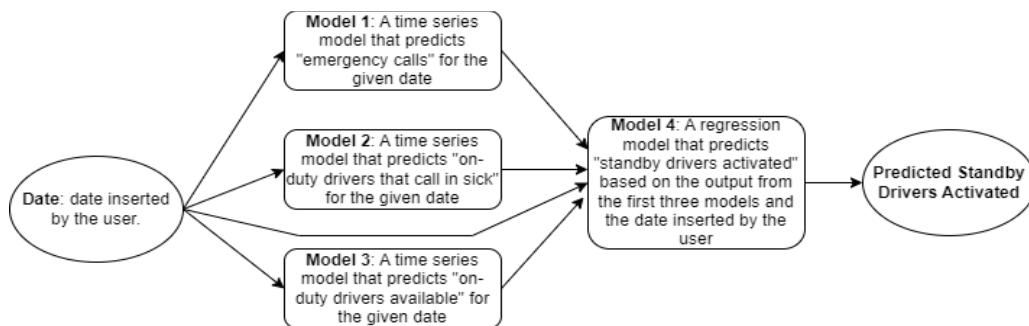 Date: date inserted
by the user.
Model 1: A time series
model that predicts
"emergency calls" for the
given date
Model 2: A time series
model that predicts "on-
duty drivers that call in sick"
for the given date
Model 3: A time series
model that predicts "on-
duty drivers available" for
the given date
Model 4: A regression
model that predicts
"standby drivers activated"
based on the output from
the first three models and
the date inserted by the
user
Predicted Standby
Drivers Activated